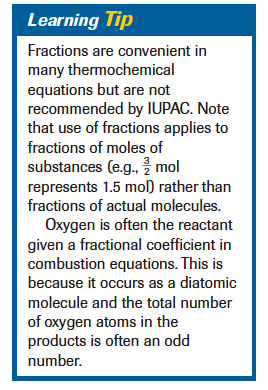 Learning Tip
Fractions are convenient in
many thermochemical
equations but are not
recommended by IUPAC. Note
that use of fractions applies to
fractions of moles of
substances (e.g., 3/2 mol
represents 1.5 mol) rather than
fractions of actual molecules.
Oxygen is often the reactant
given a fractional coefficient in
combustion equations. This is
because it occurs as a diatomic
molecule and the total number
of oxygen atoms in the
products is often an odd
number.